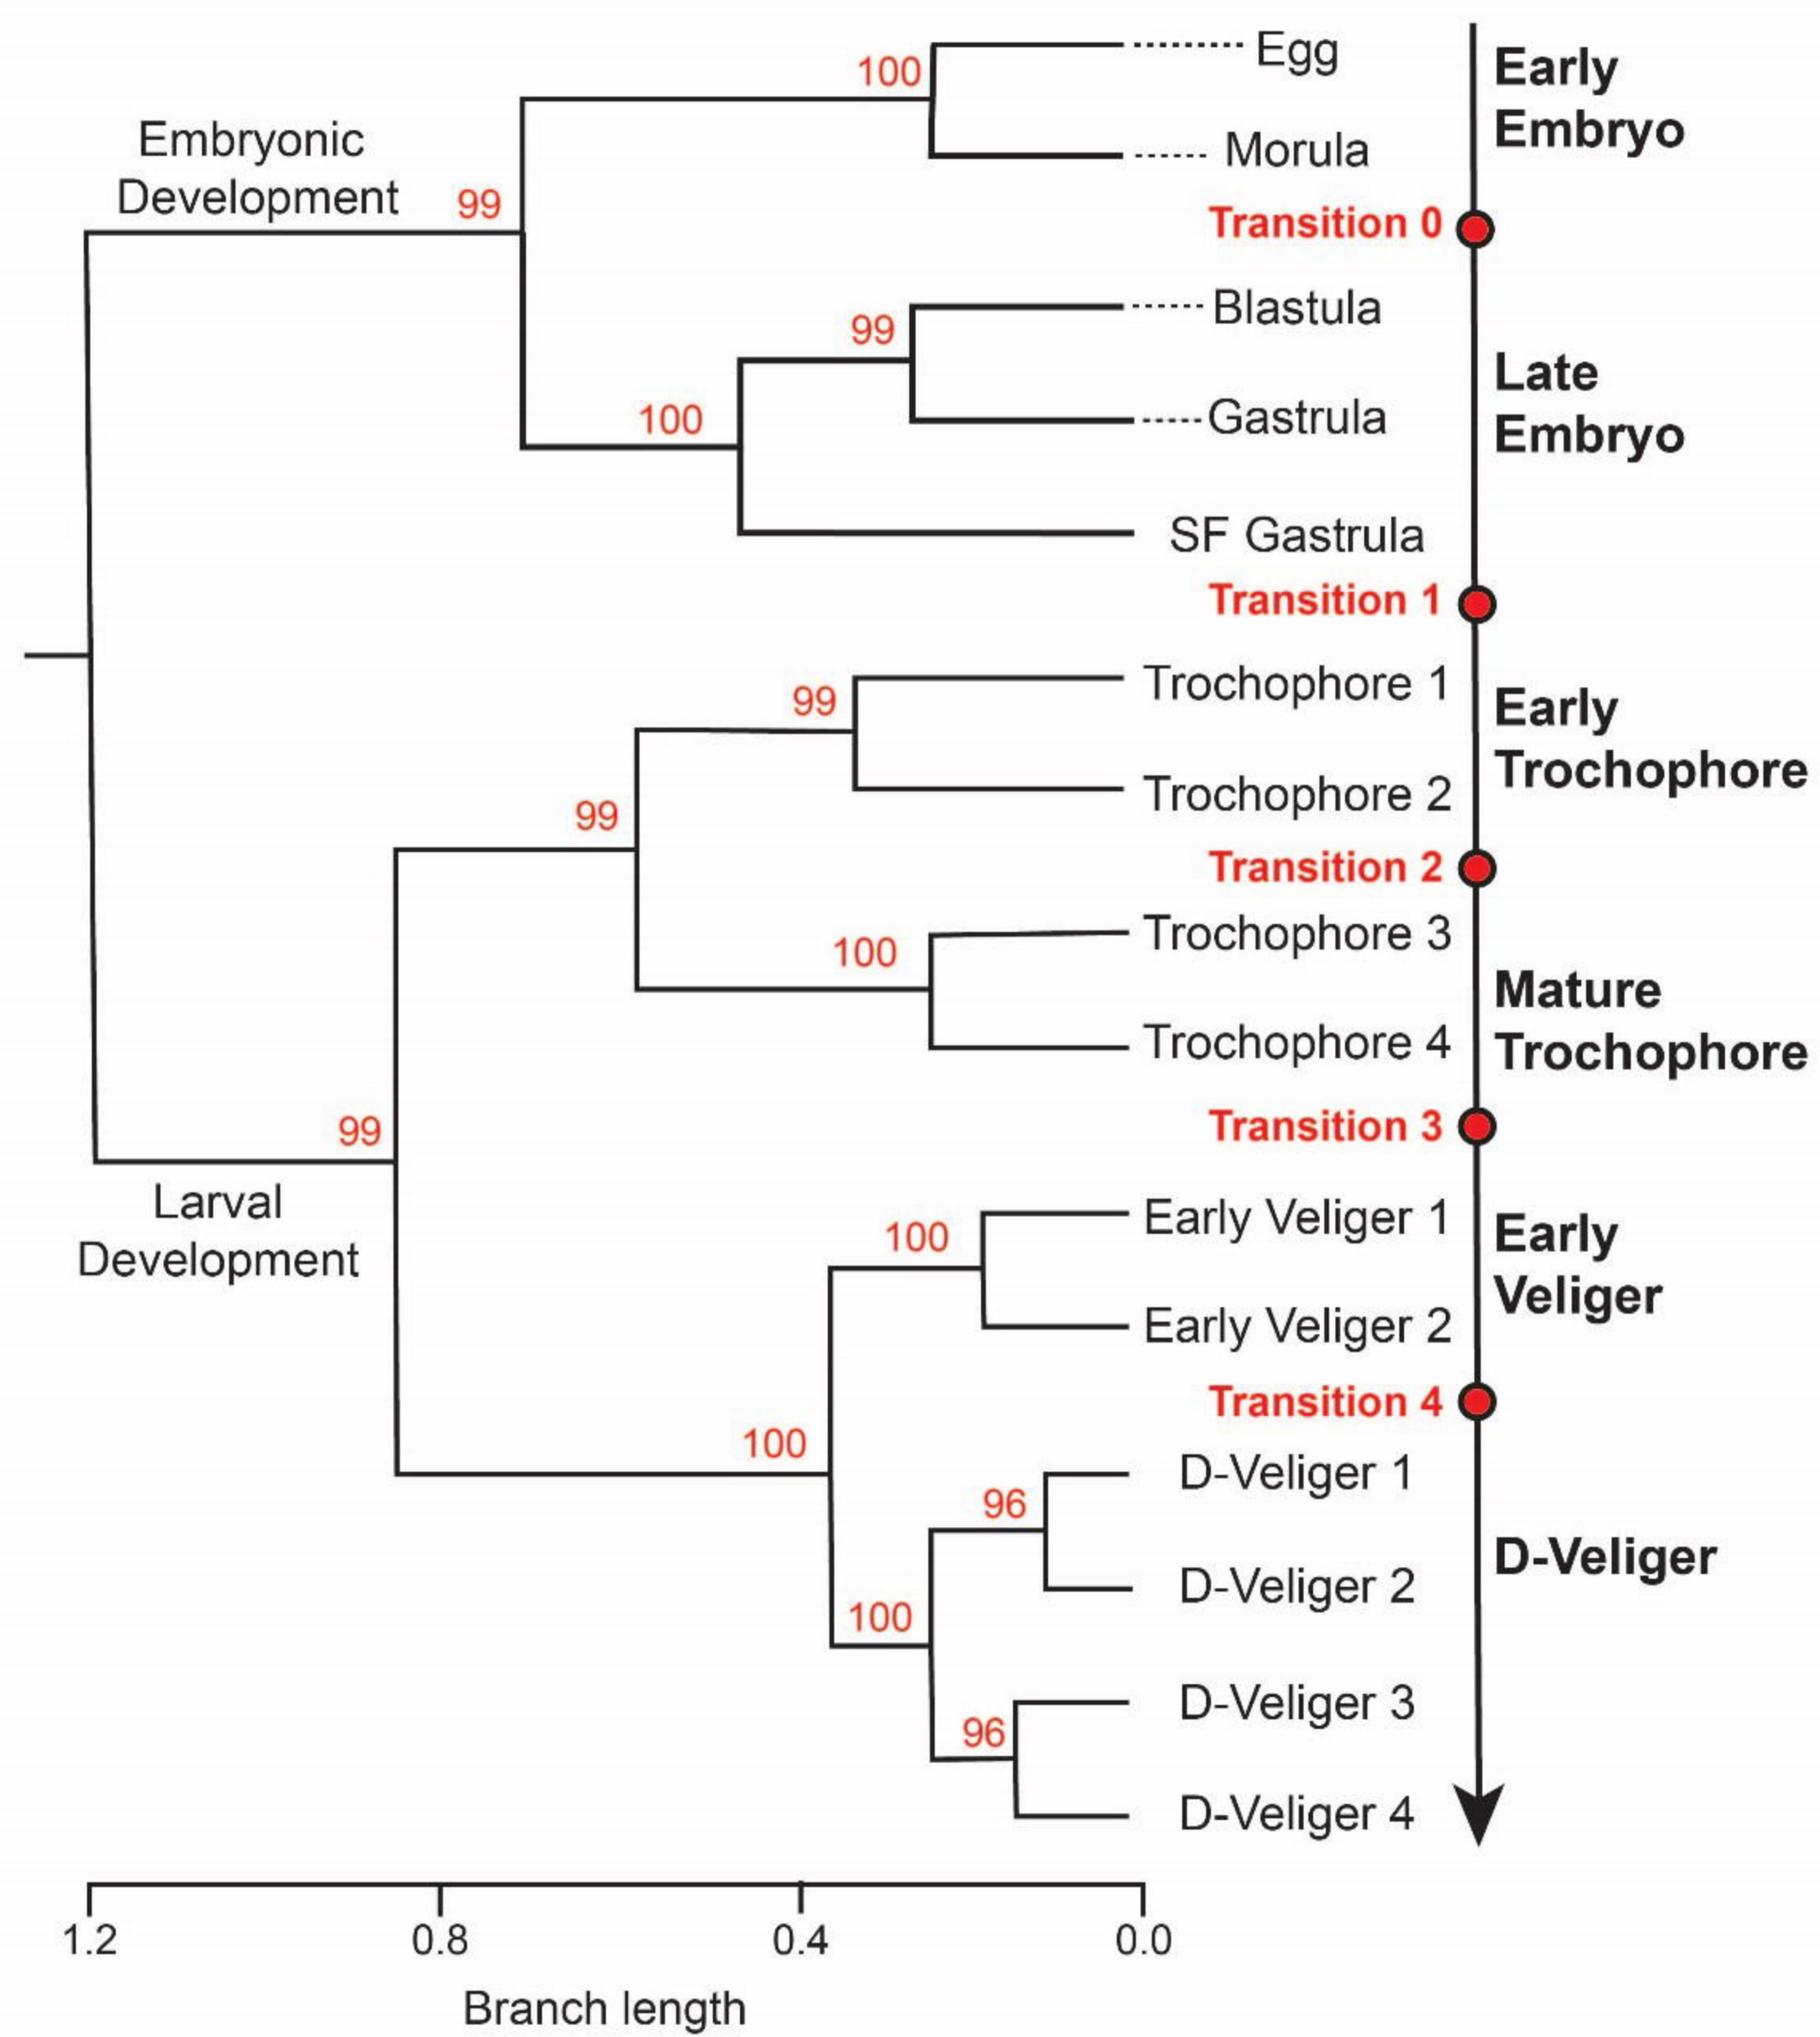 Egg
100
Early
Embryo
Embryonic
Development
99
Morula
Transition 0
Blastula
99
Late
Embryo
100
Gastrula
SF Gastrula
Transition 1
Trochophore 1
99
Early
Trochophore
Trochophore 2
99
Transition 2
Trochophore 3
100
Mature
Trochophore
Trochophore 4
Transition 3
99
Larval
Development
Early Veliger 1
100
Early
Veliger
Early Veliger 2
Transition 4
100
D-Veliger 1
96
D-Veliger
D-Veliger 2
100
D-Veliger 3
96
D-Veliger 4
1.2 0.8 0.4 0.0
Branch length